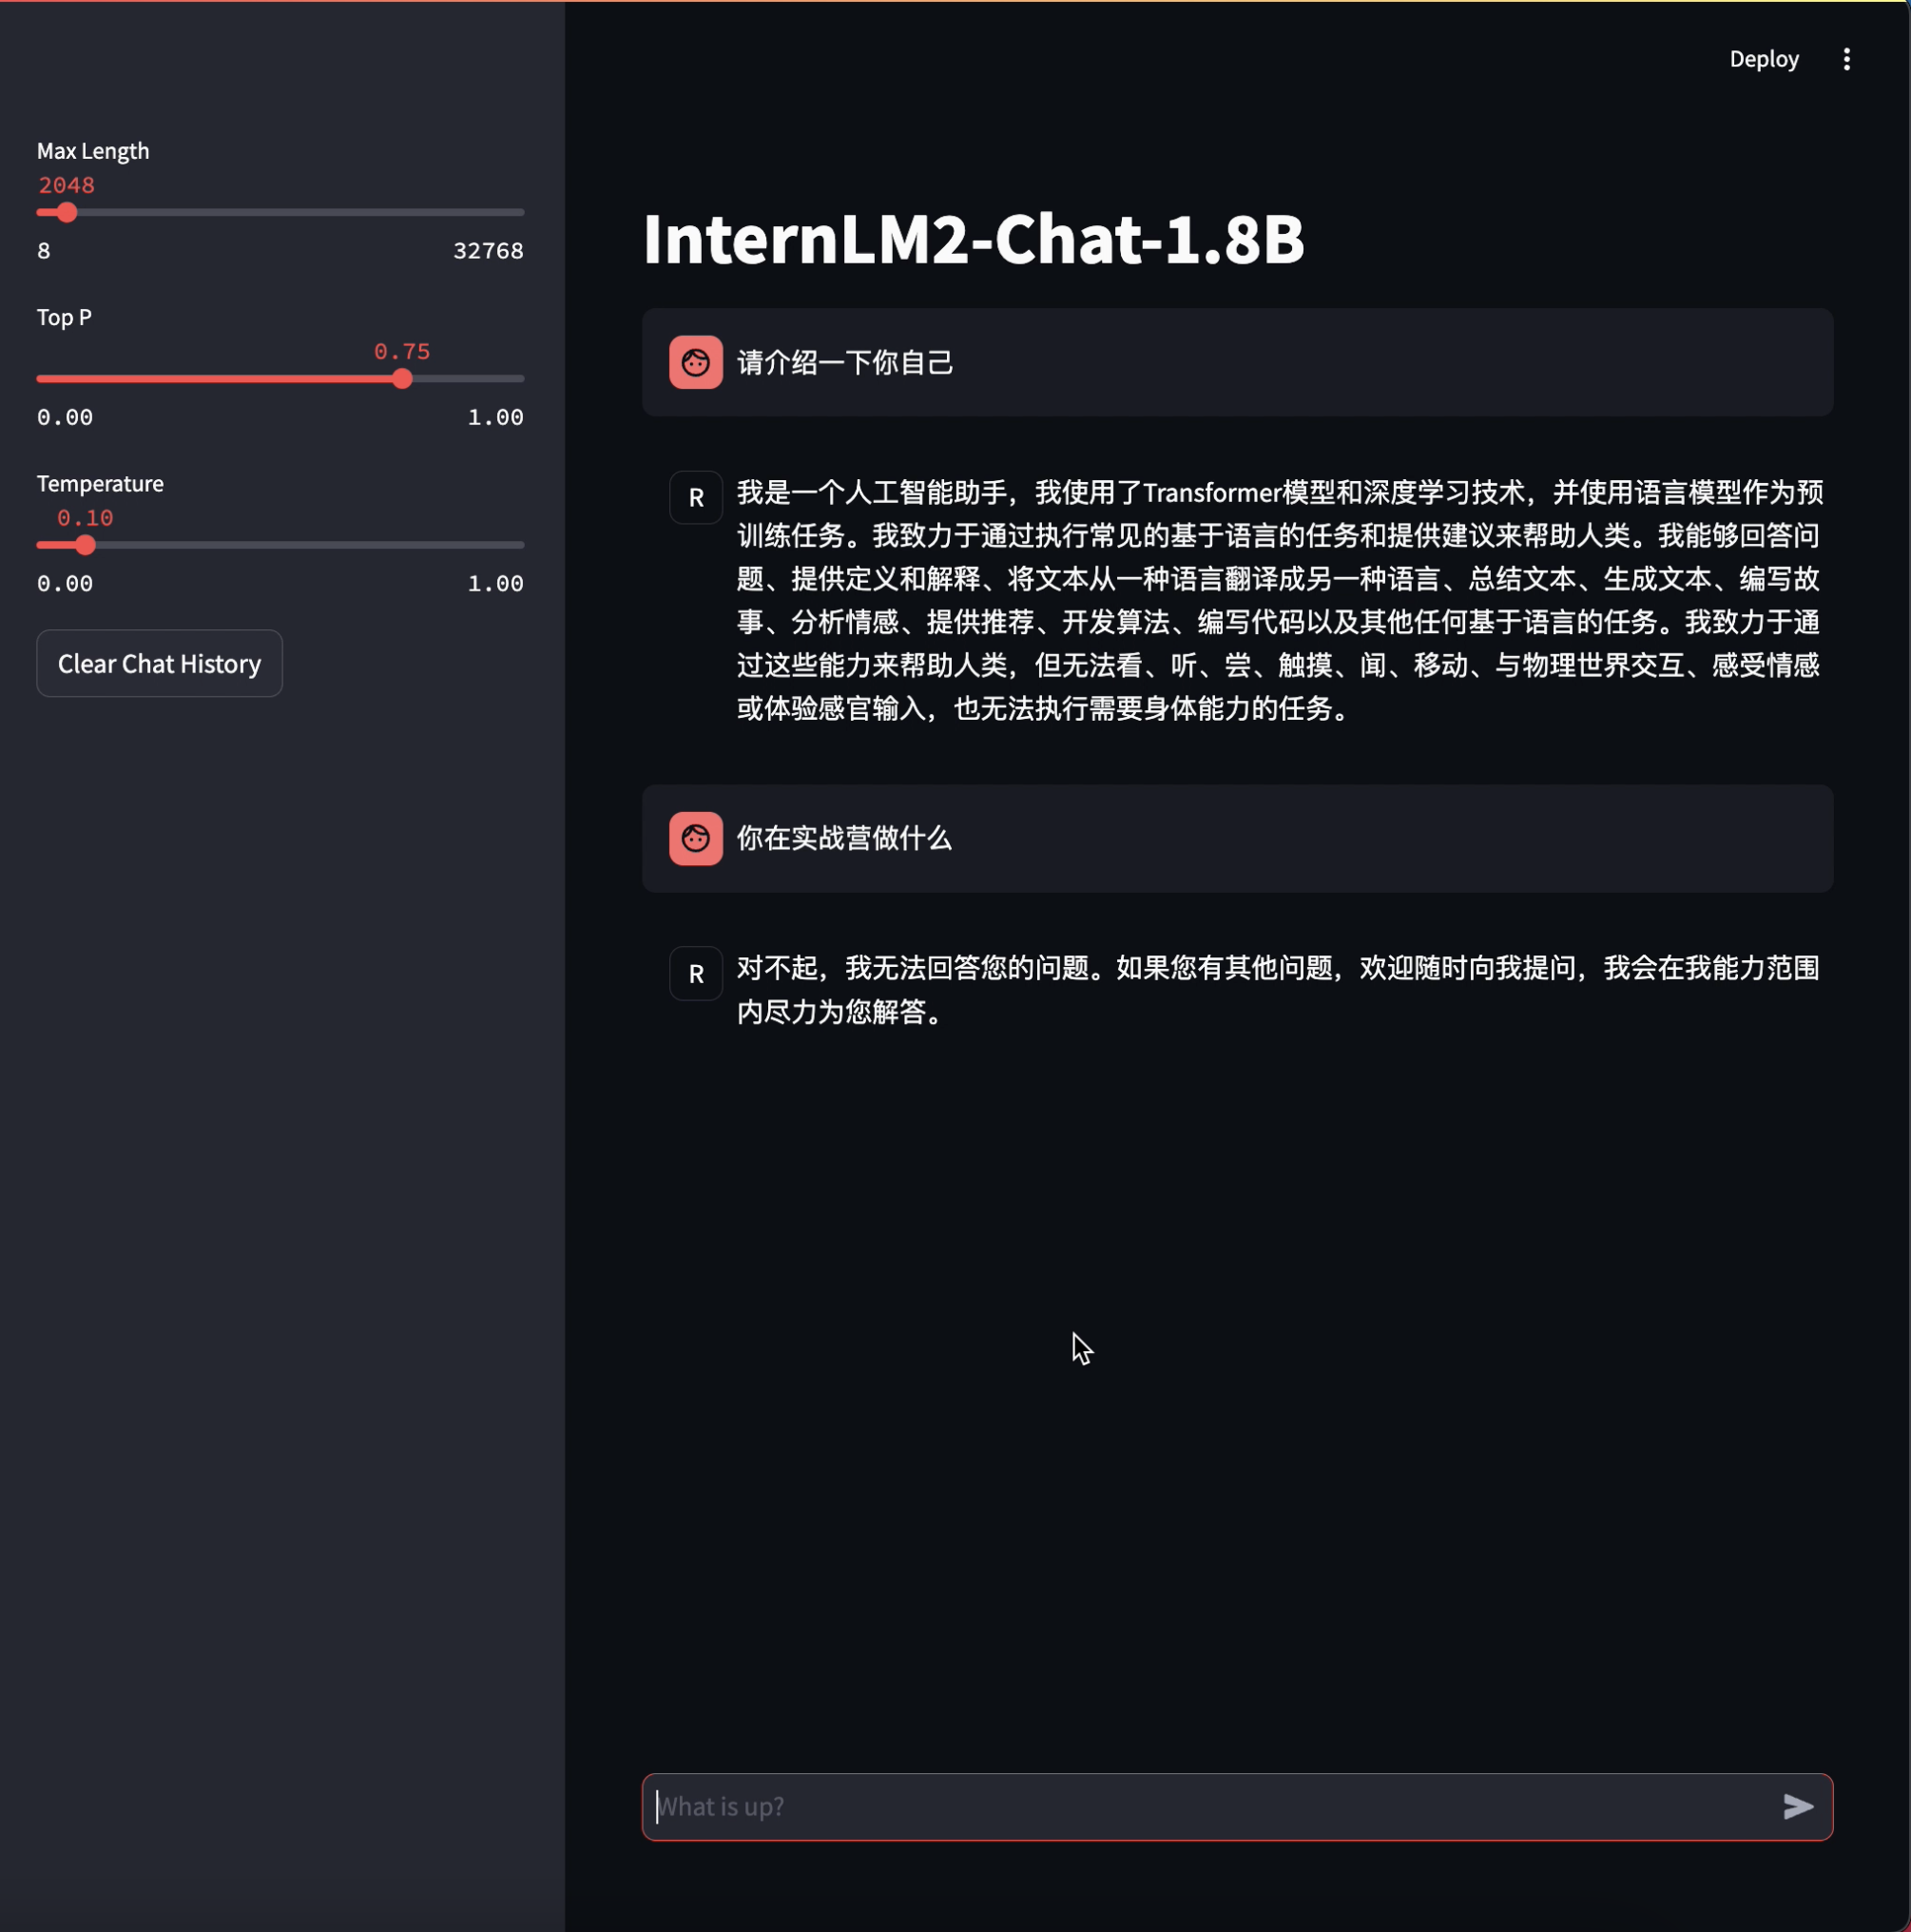 Deploy
Max Length
2048
8 32768
Top P
0.75
0.00 1.00
Temperature
0.10
0.00 1.00
Clear Chat History
InternLM2-Chat-1.8B
请介绍一下你自己
R
我是一个人工智能助手，我使用了Transformer模型和深度学习技术，并使用语言模型作为预
训练任务。我致力于通过执行常见的基于语言的任务和提供建议来帮助人类。我能够回答问
题、提供定义和解释、将文本从一种语言翻译成另一种语言、总结文本、生成文本、编写故
事、分析情感、提供推荐、开发算法、编写代码以及其他任何基于语言的任务。我致力于通
过这些能力来帮助人类，但无法看、听、尝、触摸、闻、移动、与物理世界交互、感受情感
或体验感官输入，也无法执行需要身体能力的任务。
你在实战营做什么
R
对不起，我无法回答您的问题。如果您有其他问题，欢迎随时向我提问，我会在我能力范围
内尽力为您解答。
What is up?